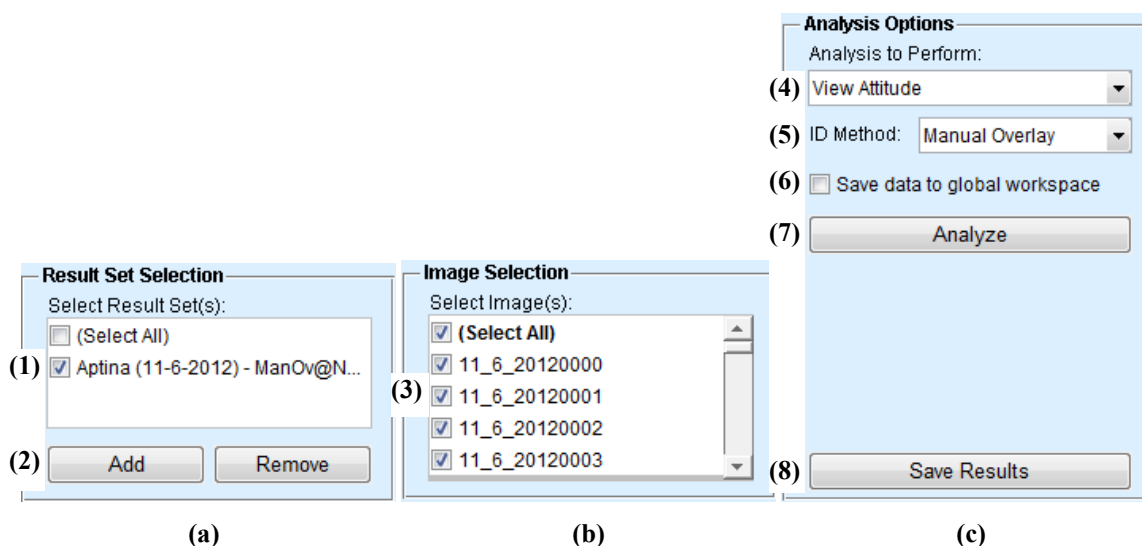 Result Set Selection
Select Result Set(s):
(Select All)
(1) Aptina (11-6-2012) - ManOv@N...
(2) Add Remove
(a)
Image Selection
Select Image(s):
(Select All)
11_6_20120000
(3) 11_6_20120001
11_6_20120002
11_6_20120003
(b)
Analysis Options
Analysis to Perform:
(4) View Attitude
(5) ID Method: Manual Overlay
(6) Save data to global workspace
(7) Analyze
(8) Save Results
(c)